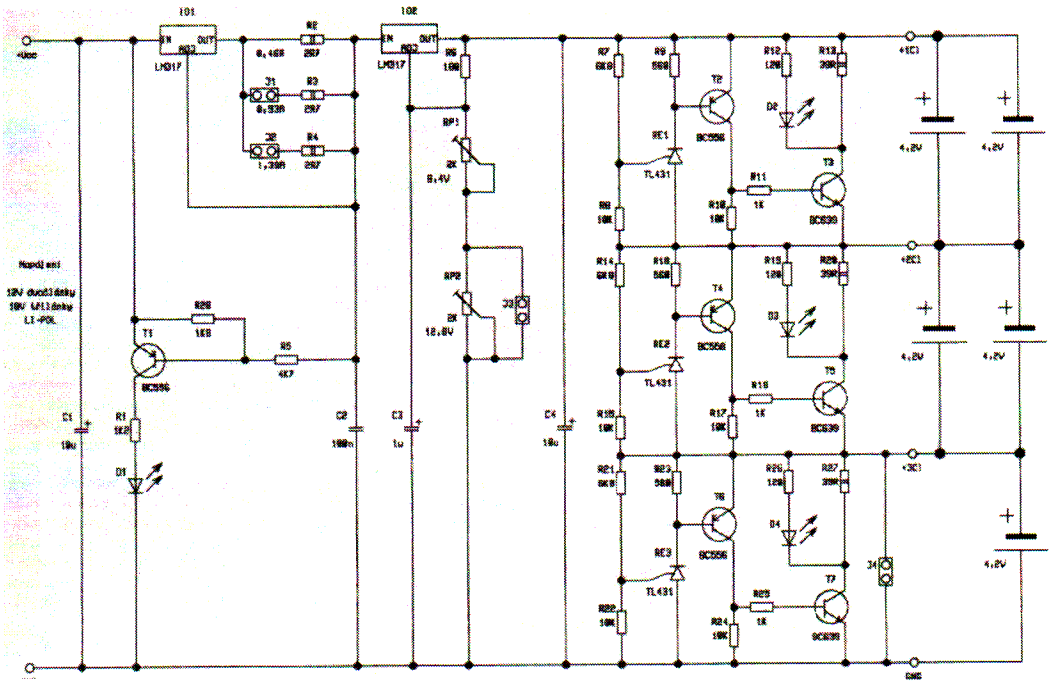 IO1
IO2
+Ucc
IN
OUT
ADJ
LM317
R2
0,46A
2R7
J1
R3
0,93A
2R7
J2
R4
1,39A
2R7
IN
OUT
ADJ
LM317
R6
180
RP1
2K
8,4V
RP2
2K
12,6V
J3
Napájení
12V dvoučlánky
18V tříčlánky
LI-POL
R28
1K8
T1
BC556
R5
4K7
R1
1K2
D1
C1
10u
C2
100n
C3
1u
C4
10u
R7
6K8
R9
560
T2
BC556
RE1
TL431
R8
10K
R10
10K
R11
1K
R12
120
R13
39R
D2
T3
BC639
+1Cl
4,2V
4,2V
R14
6K8
R16
560
T4
BC556
RE2
TL431
R15
10K
R17
10K
R18
1K
R19
120
R20
39R
D3
T5
BC639
+2Cl
4,2V
4,2V
R21
6K8
R23
560
T6
BC556
RE3
TL431
R22
10K
R24
10K
R25
1K
R26
120
R27
39R
D4
T7
BC639
J4
+3Cl
4,2V
GND